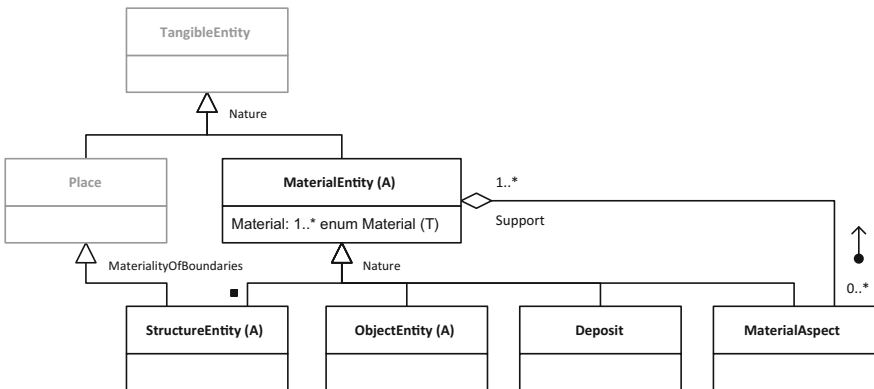 TangibleEntity
Nature
Place
MaterialEntity (A)
1..*
Material: 1..* enum Material (T)
Support
MaterialityOfBoundaries
Nature
0..*
StructureEntity (A)
ObjectEntity (A)
Deposit
MaterialAspect